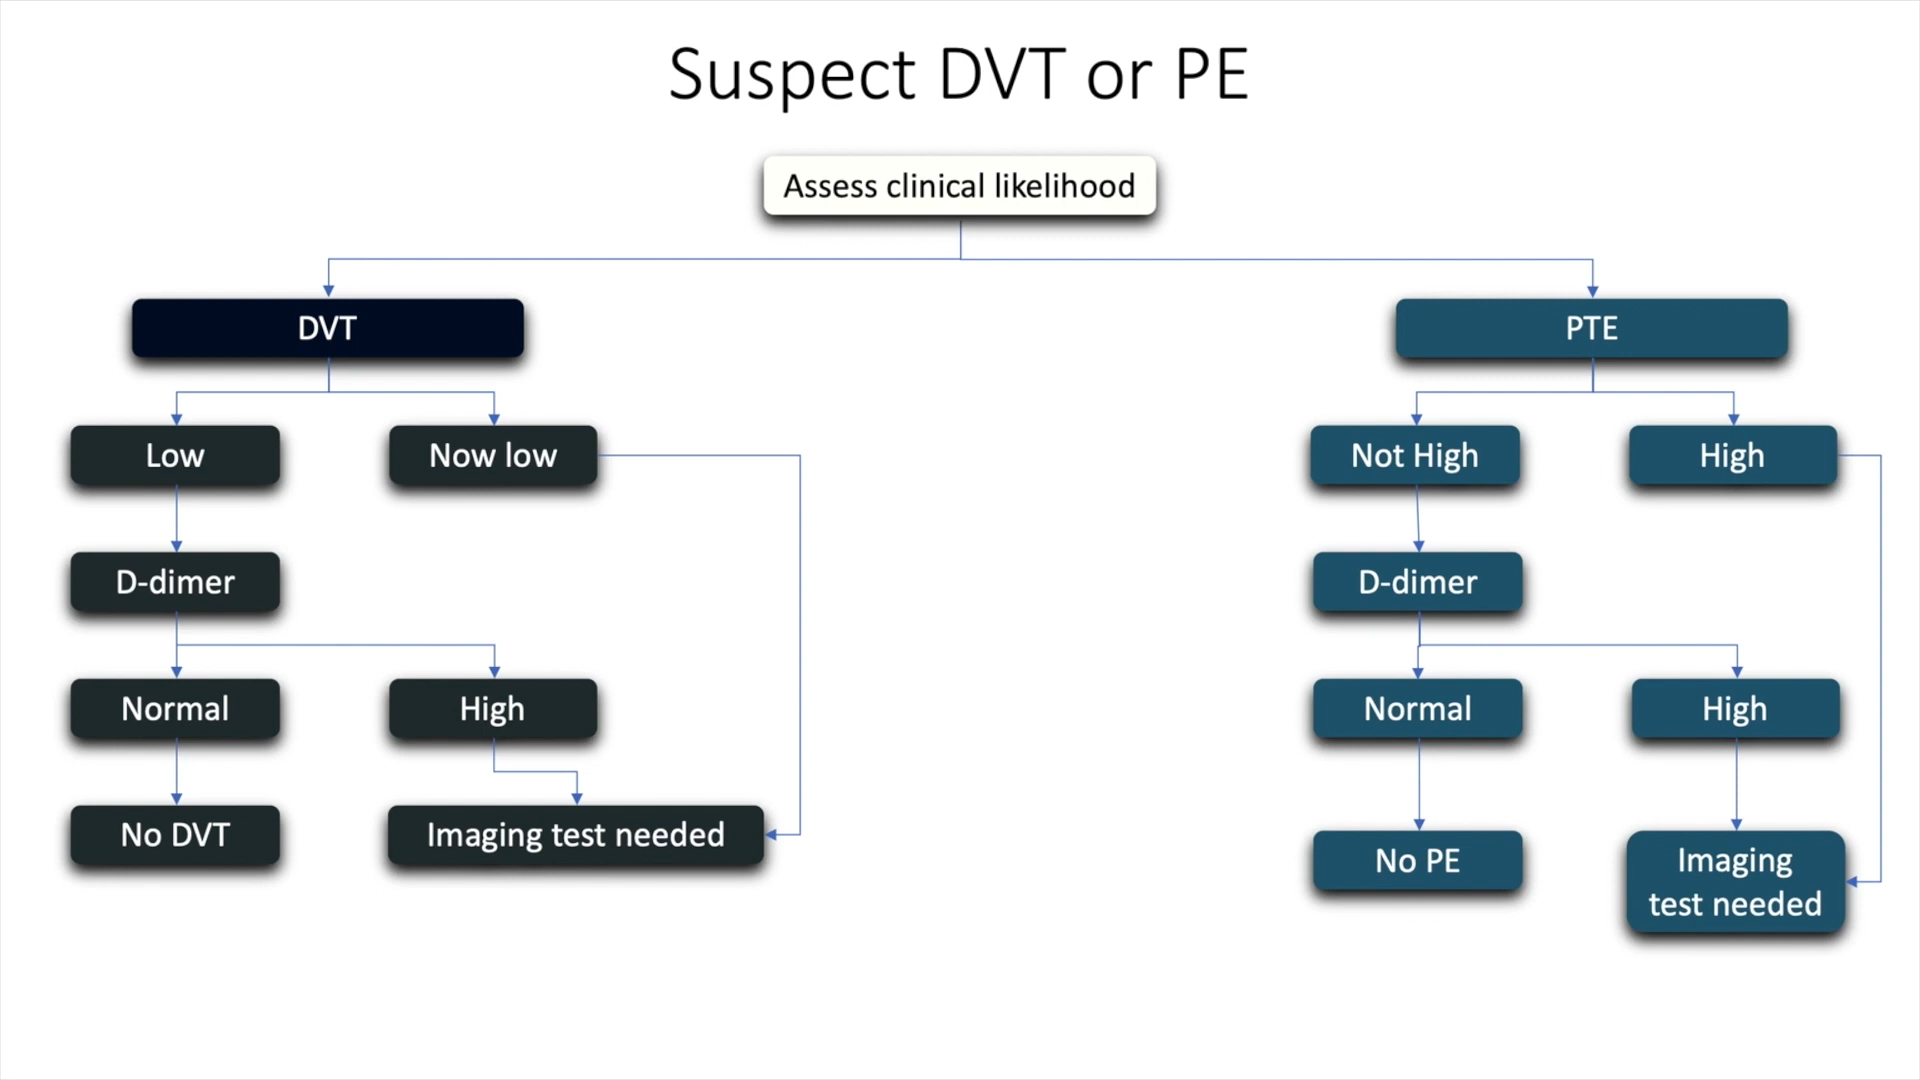 Suspect DVT or PE
Assess clinical likelihood
DVT
PTE
Low
Now low
Not High
High
D-dimer
D-dimer
Normal
High
Normal
High
No DVT
Imaging test needed
No PE
Imaging
test needed